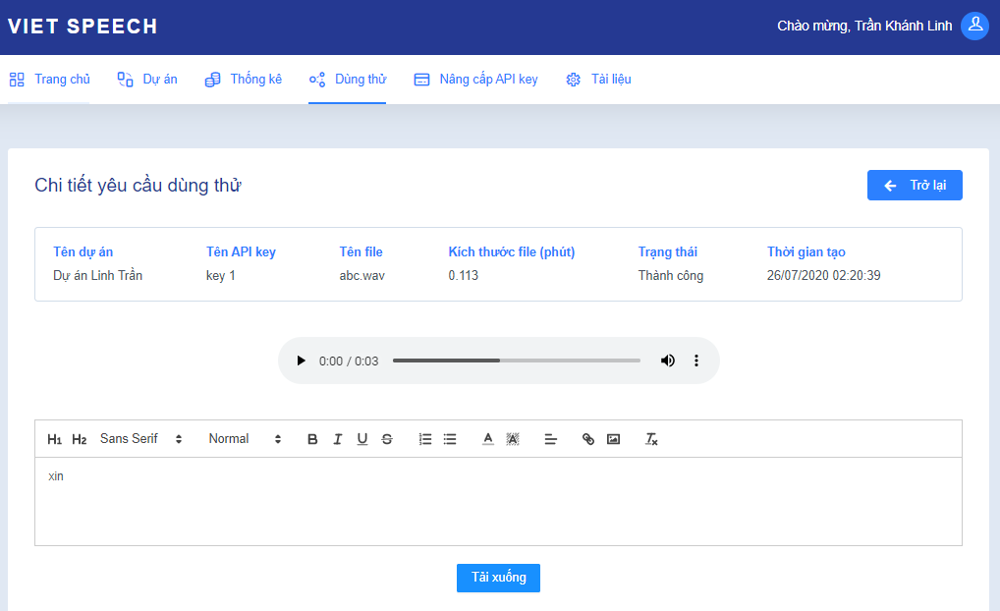 VIET SPEECH
Chào mừng, Trần Khánh Linh
Trang chủ Dự án Thống kê Dùng thử Nâng cấp API key Tài liệu
Chi tiết yêu cầu dùng thử
Trở lại
Tên dự án Tên API key Tên file Kích thước file (phút) Trạng thái Thời gian tạo
Dự án Linh Trần key 1 abc.wav 0.113 Thành công 26/07/2020 02:20:39
0:00 / 0:03
H1 H2 Sans Serif Normal B I U S A A Tx
xin
Tải xuống